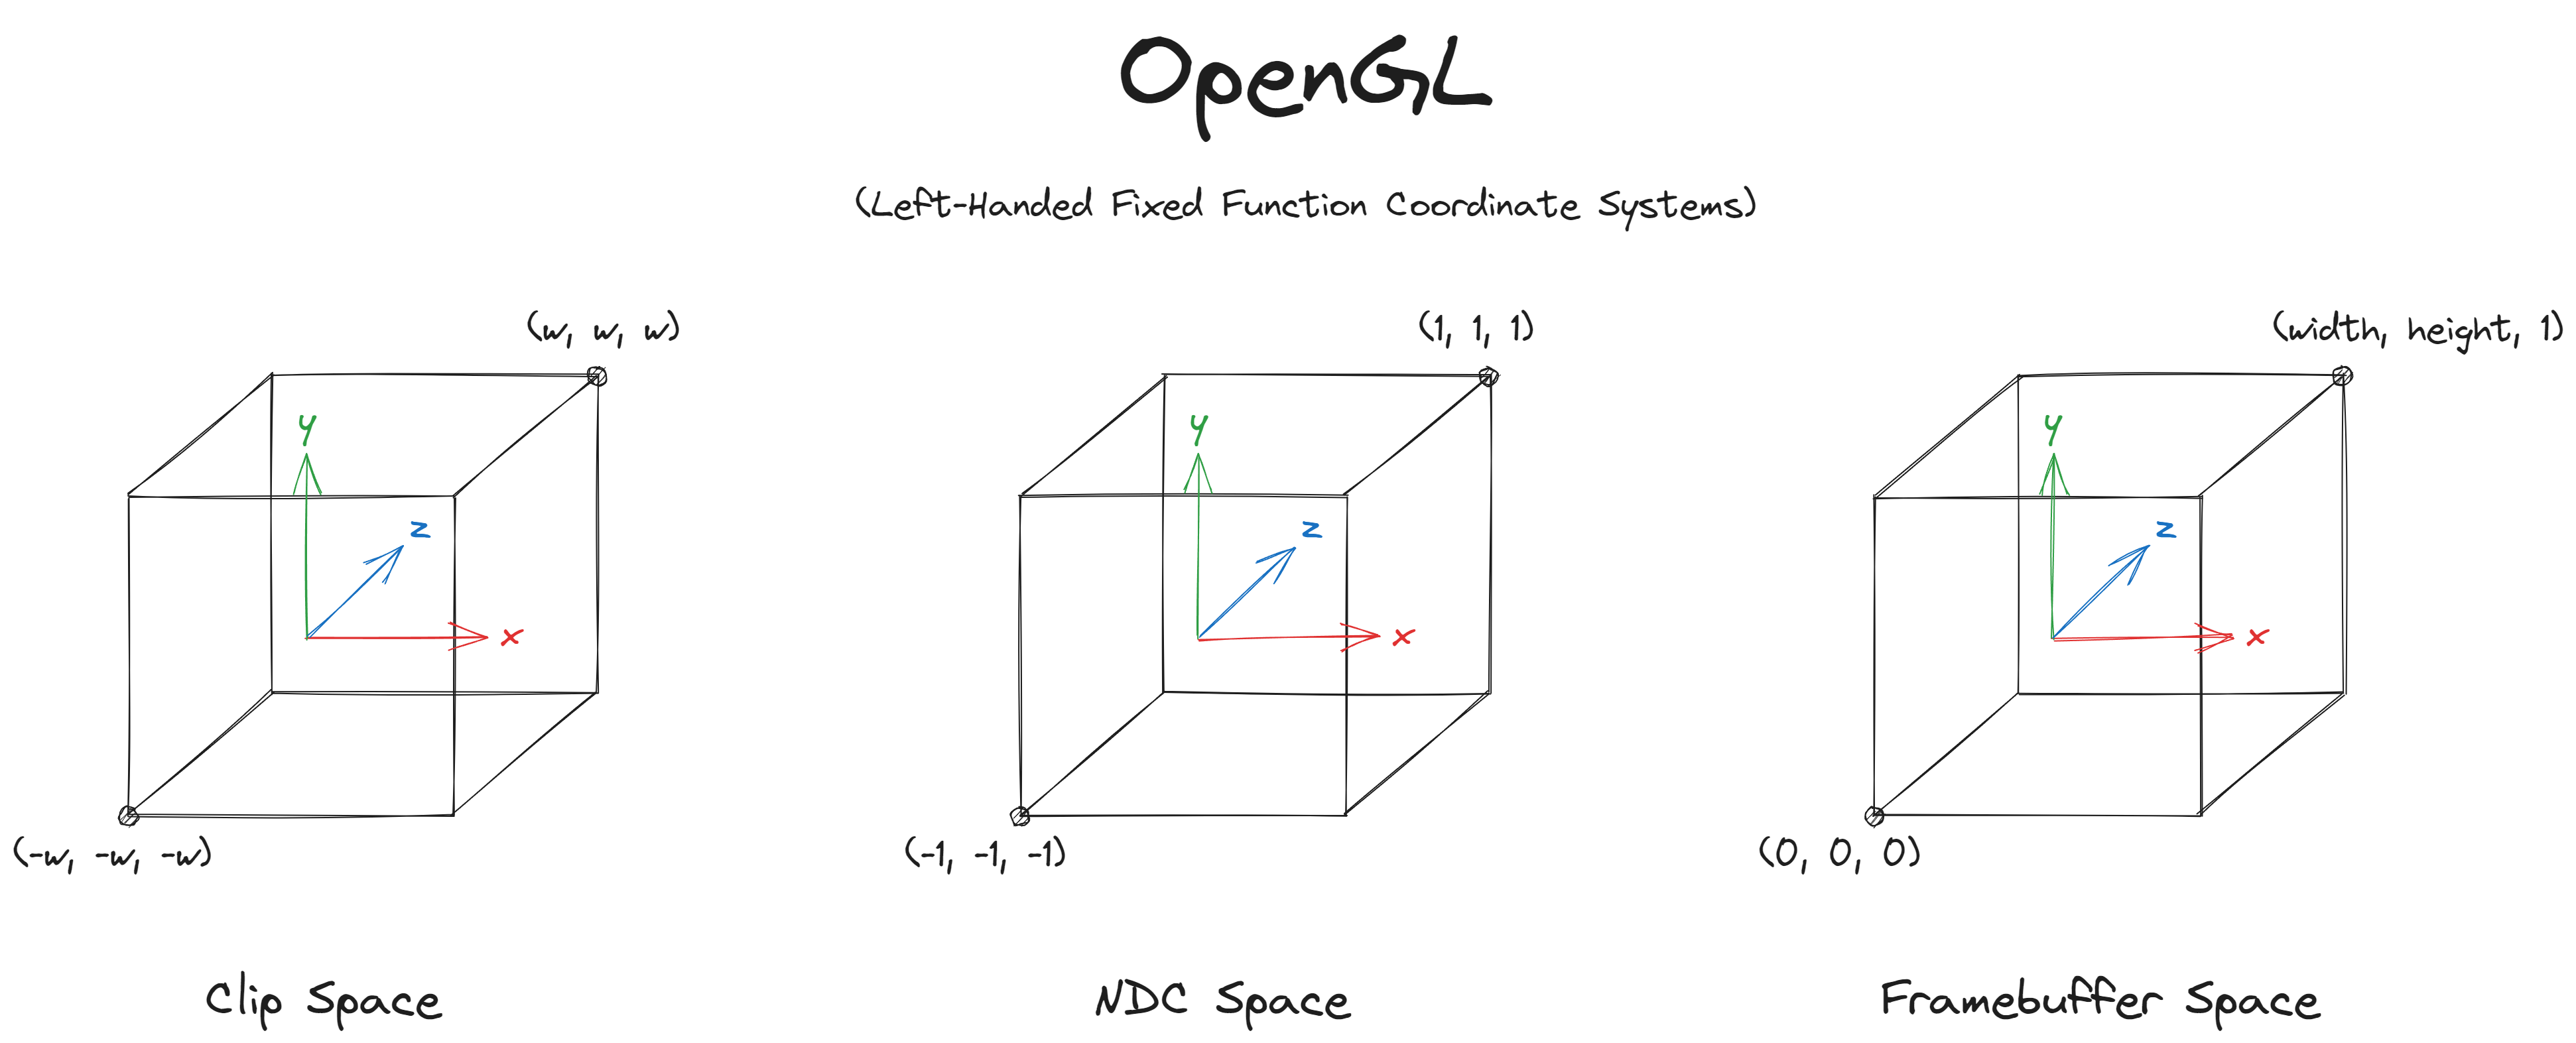 OpenGL
(Left-Handed Fixed Function Coordinate Systems)
(w, w, w)
y
z
x
(-w, -w, -w)
Clip Space
(1, 1, 1)
y
z
x
(-1, -1, -1)
NDC Space
(width, height, 1)
y
z
x
(0, 0, 0)
Framebuffer Space